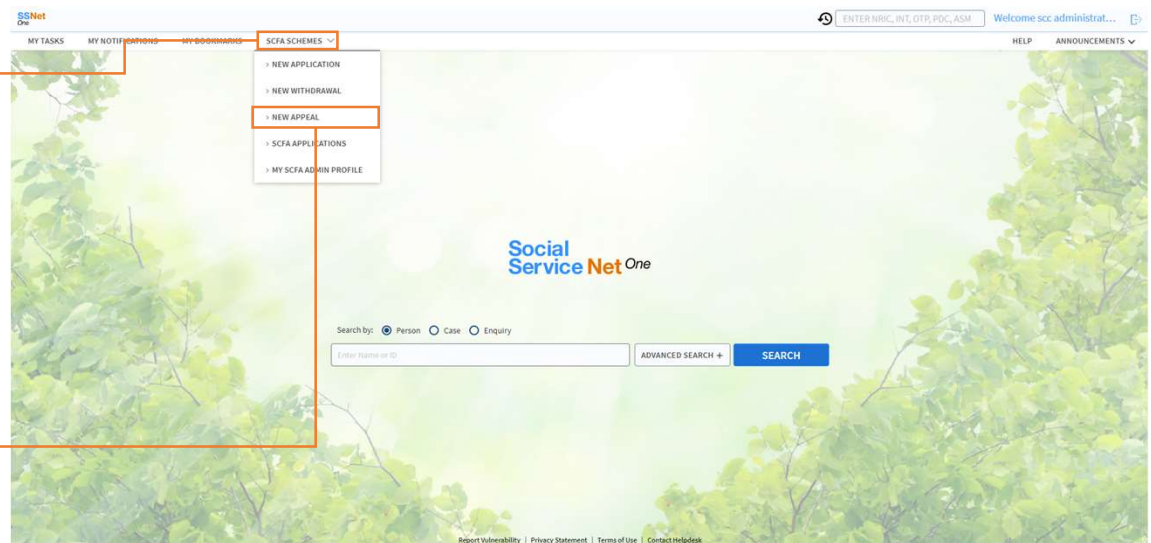 SSNet
One
ENTER NRIC, INT, OTP, PDC, ASM
Welcome scc administrat...
MY TASKS MY NOTIFICATIONS MY BOOKMARKS SCFA SCHEMES HELP ANNOUNCEMENTS
> NEW APPLICATION
> NEW WITHDRAWAL
> NEW APPEAL
> SCFA APPLICATIONS
> MY SCFA ADMIN PROFILE
Social
Service Net One
Search by: Person Case Enquiry
Enter Name or ID ADVANCED SEARCH + SEARCH
Report Vulnerability | Privacy Statement | Terms of Use | Contact Helpdesk